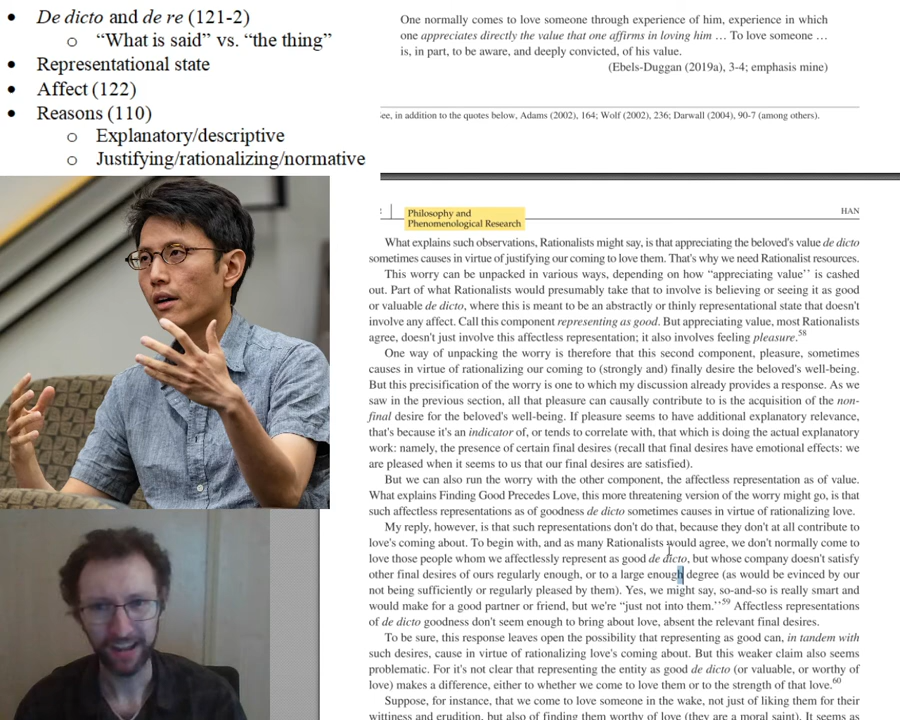 De dicto and de re (121-2)
“What is said” vs. “the thing”
Representational state
Affect (122)
Reasons (110)
Explanatory/descriptive
Justifying/rationalizing/normative
One normally comes to love someone through experience of him, experience in which
one appreciates directly the value that one affirms in loving him … To love someone …
is, in part, to be aware, and deeply convicted, of his value.
(Ebels-Duggan (2019a), 3-4; emphasis mine)
ee, in addition to the quotes below, Adams (2002), 164; Wolf (2002), 236; Darwall (2004), 90-7 (among others).
Philosophy and
Phenomenological Research
HAN
What explains such observations, Rationalists might say, is that appreciating the beloved's value de dicto
sometimes causes in virtue of justifying our coming to love them. That's why we need Rationalist resources.
This worry can be unpacked in various ways, depending on how “appreciating value’’ is cashed
out. Part of what Rationalists would presumably take that to involve is believing or seeing it as good
or valuable de dicto, where this is meant to be an abstractly or thinly representational state that doesn't
involve any affect. Call this component representing as good. But appreciating value, most Rationalists
agree, doesn't just involve this affectless representation; it also involves feeling pleasure.58
One way of unpacking the worry is therefore that this second component, pleasure, sometimes
causes in virtue of rationalizing our coming to (strongly and) finally desire the beloved's well-being.
But this precisification of the worry is one to which my discussion already provides a response. As we
saw in the previous section, all that pleasure can causally contribute to is the acquisition of the non-
final desire for the beloved's well-being. If pleasure seems to have additional explanatory relevance,
that's because it's an indicator of, or tends to correlate with, that which is doing the actual explanatory
work: namely, the presence of certain final desires (recall that final desires have emotional effects: we
are pleased when it seems to us that our final desires are satisfied).
But we can also run the worry with the other component, the affectless representation as of value.
What explains Finding Good Precedes Love, this more threatening version of the worry might go, is that
such affectless representations as of goodness de dicto sometimes causes in virtue of rationalizing love.
My reply, however, is that such representations don't do that, because they don't at all contribute to
love's coming about. To begin with, and as many Rationalists would agree, we don't normally come to
love those people whom we affectlessly represent as good de dicto, but whose company doesn't satisfy
other final desires of ours regularly enough, or to a large enough degree (as would be evinced by our
not being sufficiently or regularly pleased by them). Yes, we might say, so-and-so is really smart and
would make for a good partner or friend, but we're “just not into them.’’59 Affectless representations
of de dicto goodness don't seem enough to bring about love, absent the relevant final desires.
To be sure, this response leaves open the possibility that representing as good can, in tandem with
such desires, cause in virtue of rationalizing love's coming about. But this weaker claim also seems
problematic. For it's not clear that representing the entity as good de dicto (or valuable, or worthy of
love) makes a difference, either to whether we come to love them or to the strength of that love.60
Suppose, for instance, that we come to love someone in the wake, not just of liking them for their
wittiness and erudition, but also of finding them worthy of love (they are a moral saint). It seems as